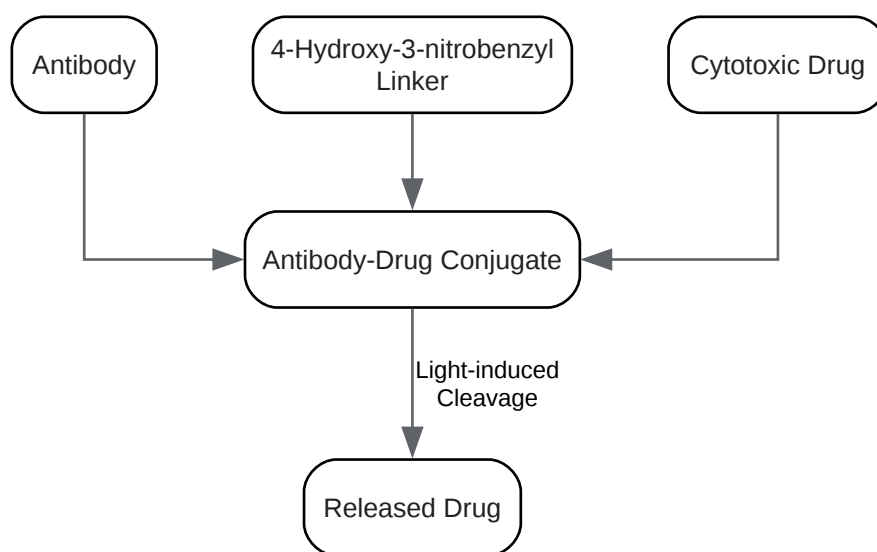 Antibody
4-Hydroxy-3-nitrobenzyl
Linker
Cytotoxic Drug
Antibody-Drug Conjugate
Light-induced
Cleavage
Released Drug